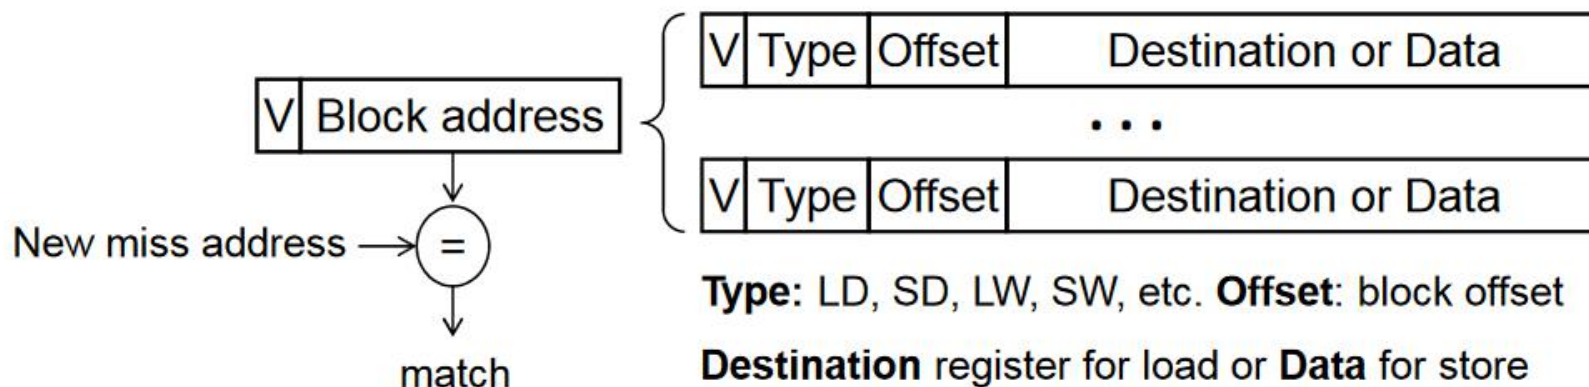 V Type Offset Destination or Data
V Block address
. . .
V Type Offset Destination or Data
New miss address
=
Type: LD, SD, LW, SW, etc. Offset: block offset
match
Destination register for load or Data for store